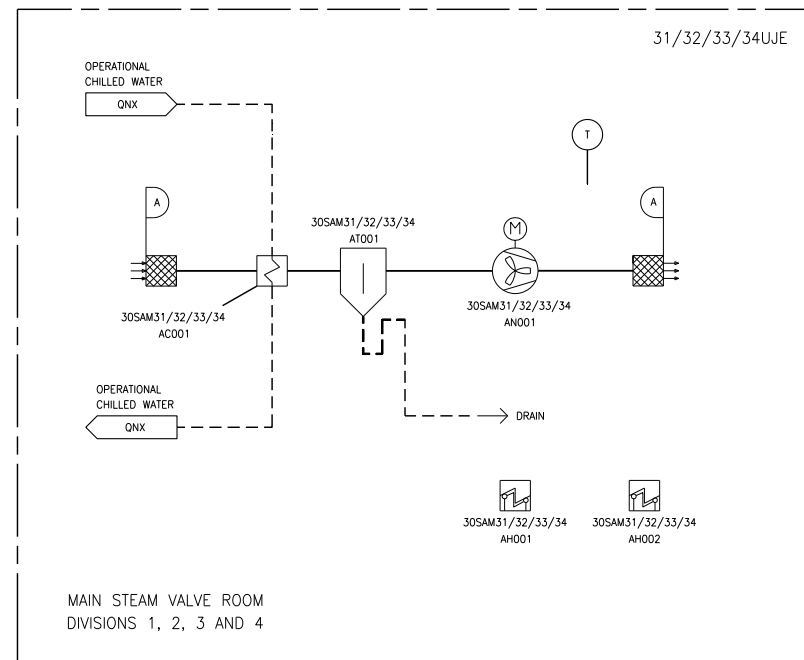 31/32/33/34UJE
OPERATIONAL
CHILLED WATER
QNX
T
A
A
30SAM31/32/33/34
AT001
M
30SAM31/32/33/34
AC001
30SAM31/32/33/34
AN001
OPERATIONAL
CHILLED WATER
QNX
DRAIN
30SAM31/32/33/34
AH001
30SAM31/32/33/34
AH002
MAIN STEAM VALVE ROOM
DIVISIONS 1, 2, 3 AND 4